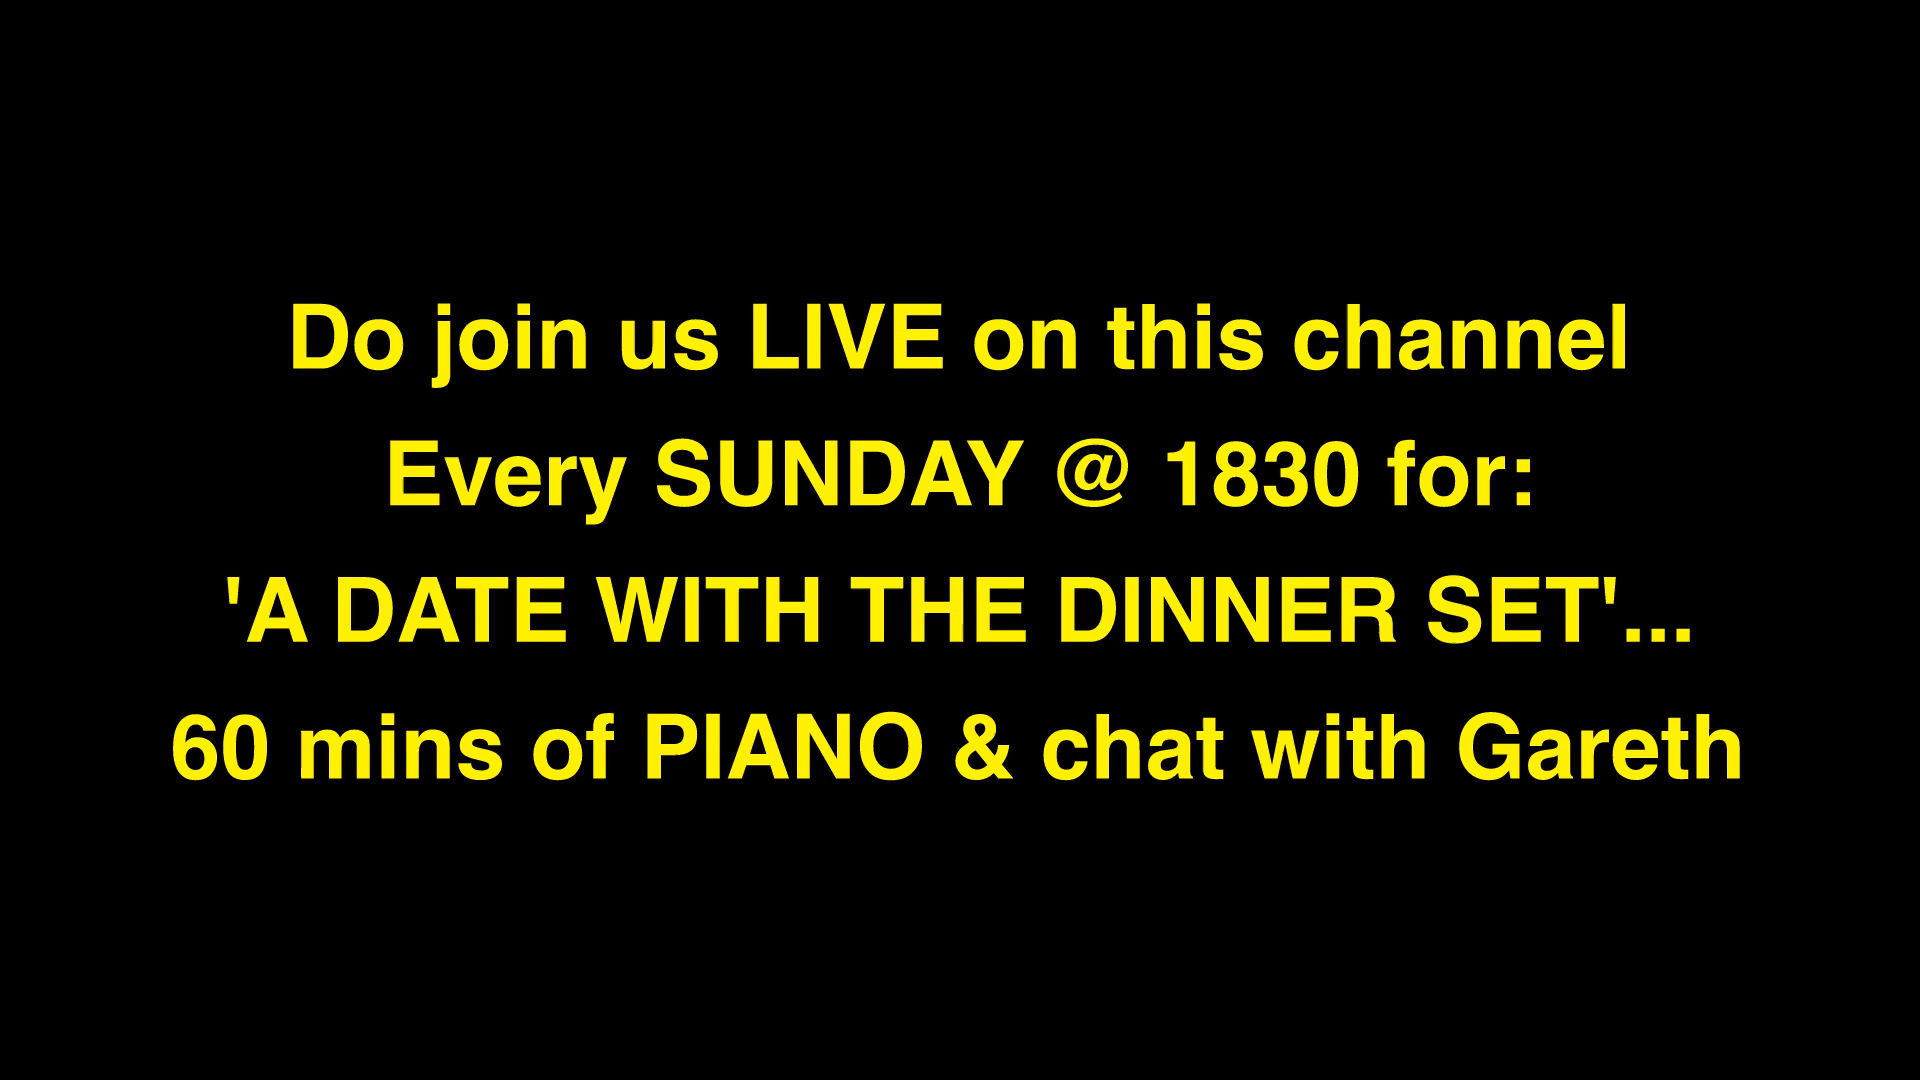 Do join us LIVE on this channel
Every SUNDAY @ 1830 for:
'A DATE WITH THE DINNER SET'...
60 mins of PIANO & chat with Gareth